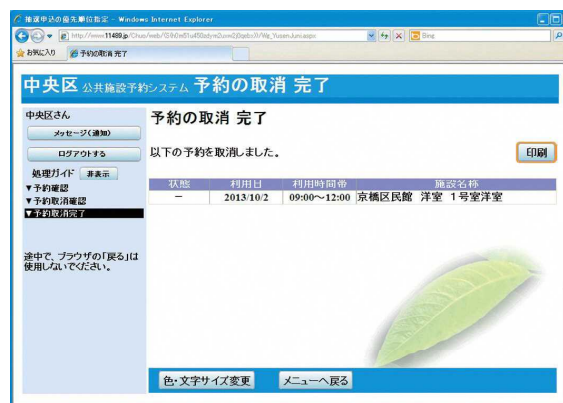 抽選申込の優先順位指定 - Windows Internet Explorer
Bing
お気に入り 予約の取消 完了
中央区 公共施設予約システム 予約の取消 完了
中央区さん
メッセージ(通知)
ログアウトする
処理ガイド 非表示
▼予約確認
▼予約取消確認
▼予約取消完了
途中で、ブラウザの「戻る」は
使用しないでください。
予約の取消 完了
以下の予約を取消しました。
印刷
状態 利用日 利用時間帯 施設名称
− 2013/10/2 09:00～12:00 京橋区民館 洋室 1号室洋室
色・文字サイズ変更 メニューへ戻る